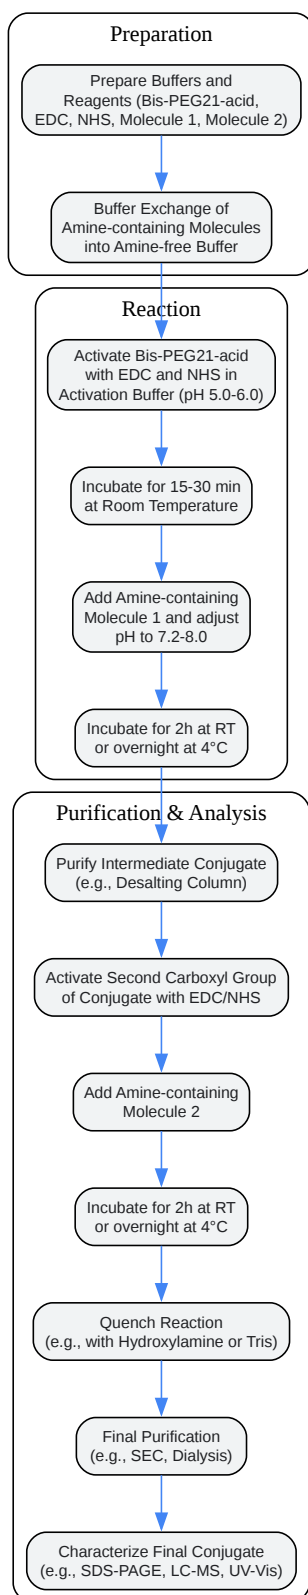 Preparation
Prepare Buffers and
Reagents (Bis-PEG21-acid,
EDC, NHS, Molecule 1, Molecule 2)
Buffer Exchange of
Amine-containing Molecules
into Amine-free Buffer
Reaction
Activate Bis-PEG21-acid
with EDC and NHS in
Activation Buffer (pH 5.0-6.0)
Incubate for 15-30 min
at Room Temperature
Add Amine-containing
Molecule 1 and adjust
pH to 7.2-8.0
Incubate for 2h at RT
or overnight at 4°C
Purification & Analysis
Purify Intermediate Conjugate
(e.g., Desalting Column)
Activate Second Carboxyl Group
of Conjugate with EDC/NHS
Add Amine-containing
Molecule 2
Incubate for 2h at RT
or overnight at 4°C
Quench Reaction
(e.g., with Hydroxylamine or Tris)
Final Purification
(e.g., SEC, Dialysis)
Characterize Final Conjugate
(e.g., SDS-PAGE, LC-MS, UV-Vis)